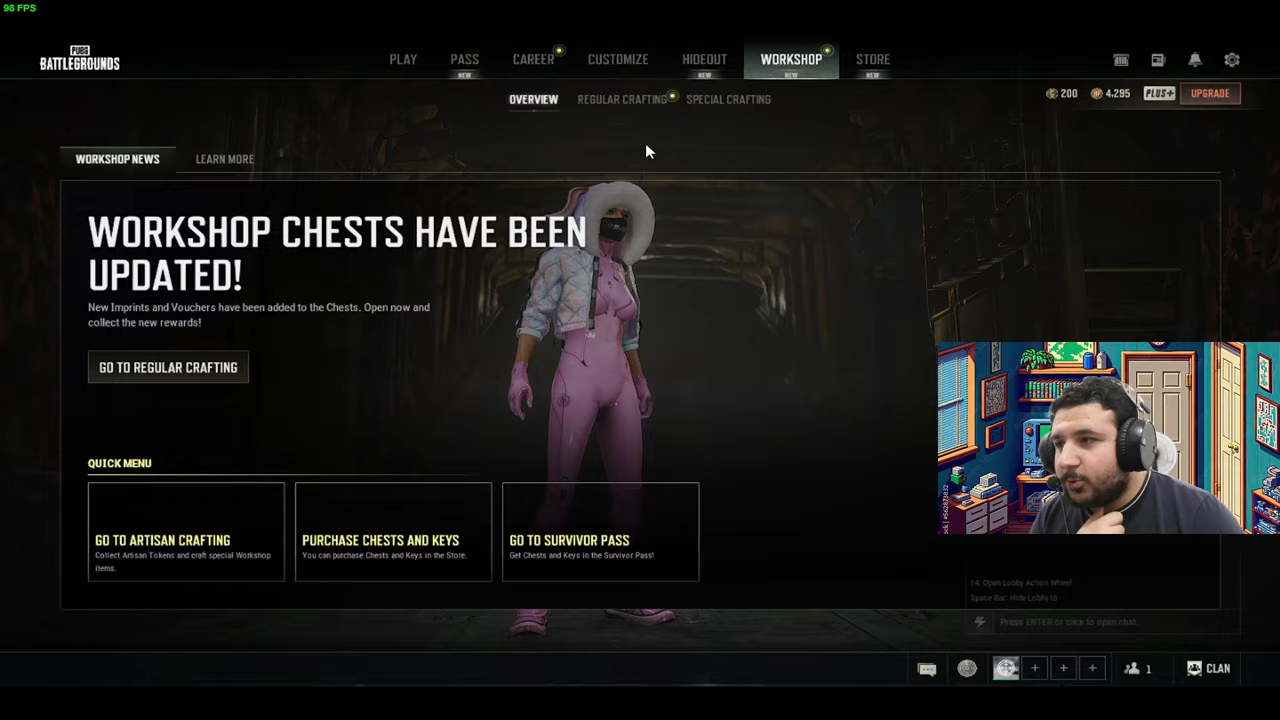 98 FPS
PUBG
BATTLEGROUNDS
PLAY
PASS
NEW
CAREER
CUSTOMIZE
HIDEOUT
NEW
WORKSHOP
NEW
STORE
NEW
OVERVIEW
REGULAR CRAFTING
SPECIAL CRAFTING
200
4.295
PLUS+
UPGRADE
WORKSHOP NEWS
LEARN MORE
WORKSHOP CHESTS HAVE BEEN
UPDATED!
New Imprints and Vouchers have been added to the Chests. Open now and
collect the new rewards!
GO TO REGULAR CRAFTING
QUICK MENU
GO TO ARTISAN CRAFTING
Collect Artisan Tokens and craft special Workshop
items.
PURCHASE CHESTS AND KEYS
You can purchase Chests and Keys in the Store.
GO TO SURVIVOR PASS
Get Chests and Keys in the Survivor Pass!
F4: Open Lobby Action Wheel
Space Bar: Hide Lobby UI
Press ENTER or click to open chat.
1
CLAN